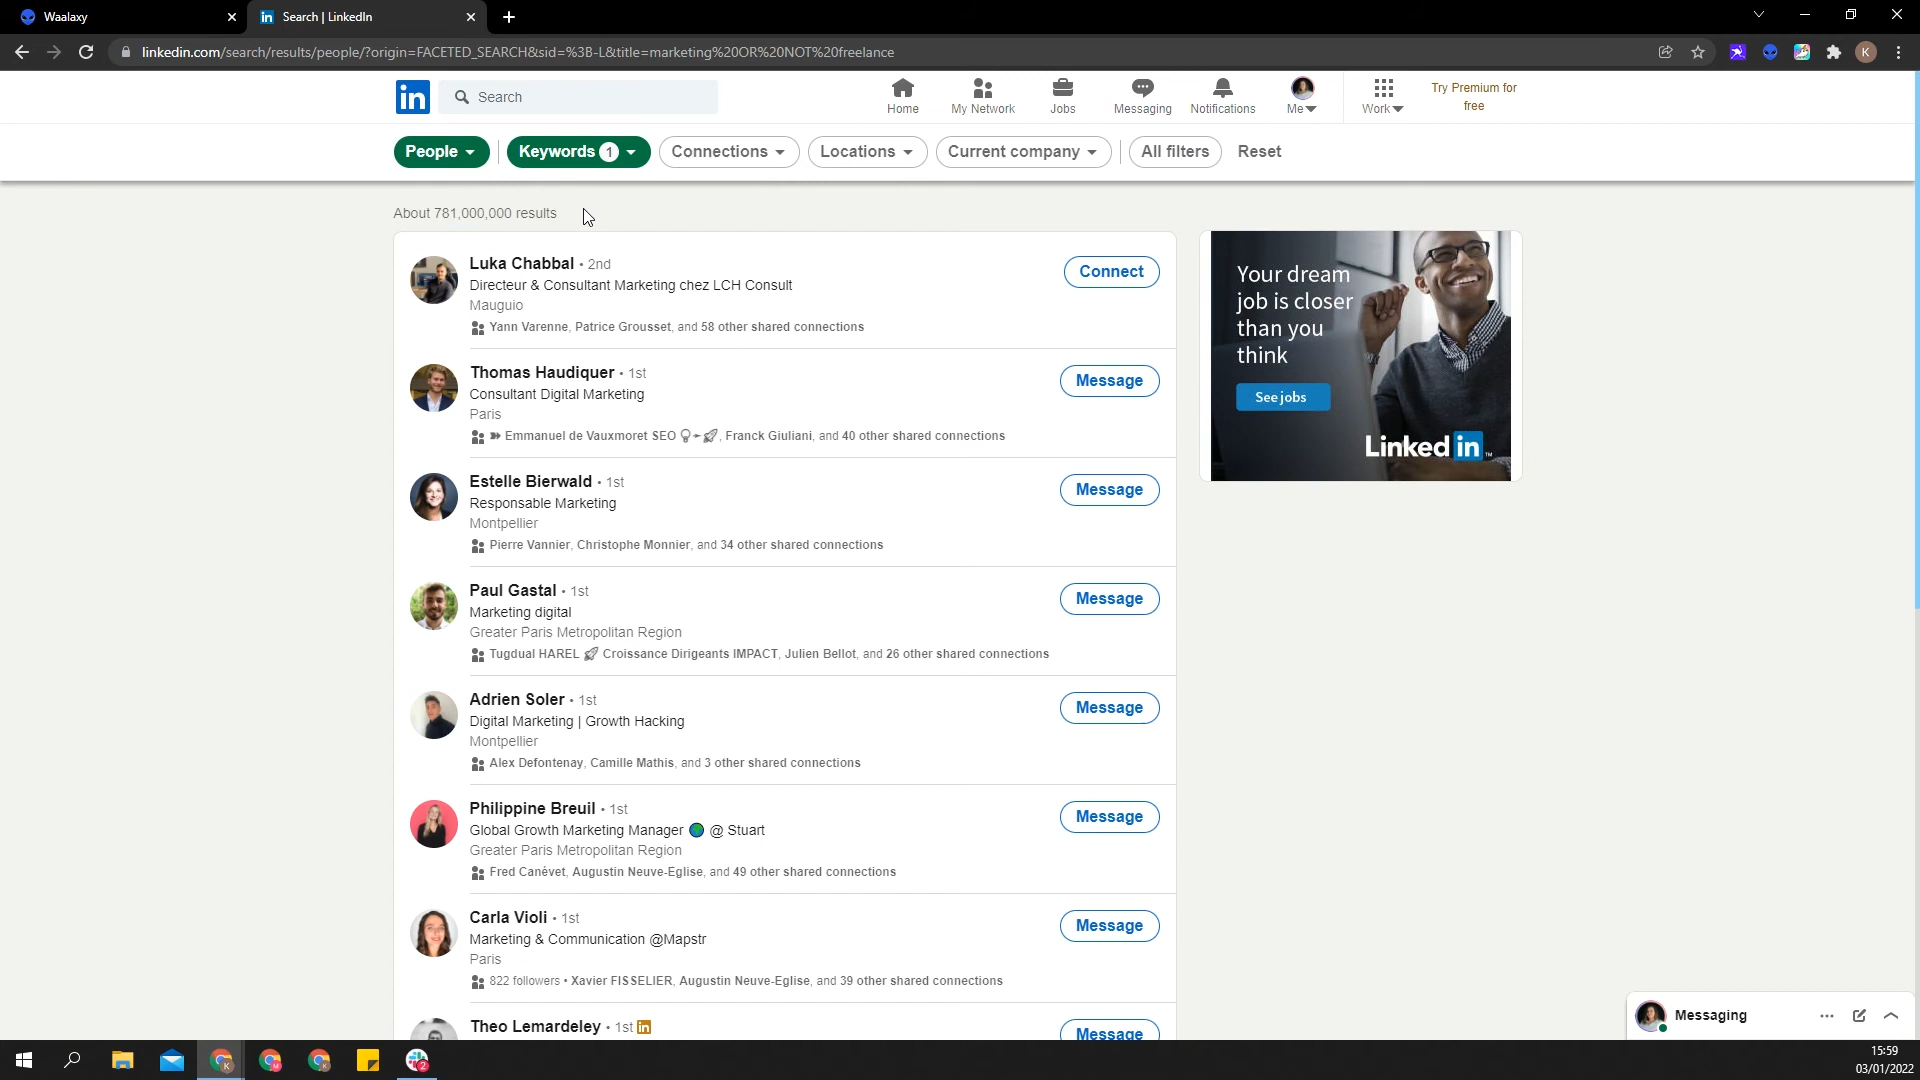 Waalaxy
Search | LinkedIn
linkedin.com/search/results/people/?origin=FACETED_SEARCH&sid=%3B-L&title=marketing%20OR%20NOT%20freelance
K
in
Search
Home
My Network
Jobs
Messaging
Notifications
Me
Work
Try Premium for
free
People
Keywords 1
Connections
Locations
Current company
All filters
Reset
About 781,000,000 results
Luka Chabbal • 2nd
Connect
Directeur & Consultant Marketing chez LCH Consult
Mauguio
Yann Varenne, Patrice Grousset, and 58 other shared connections
Thomas Haudiquer • 1st
Message
Consultant Digital Marketing
Paris
Emmanuel de Vauxmoret SEO, Franck Giuliani, and 40 other shared connections
Estelle Bierwald • 1st
Message
Responsable Marketing
Montpellier
Pierre Vannier, Christophe Monnier, and 34 other shared connections
Paul Gastal • 1st
Message
Marketing digital
Greater Paris Metropolitan Region
Tugdual HAREL 🚀 Croissance Dirigeants IMPACT, Julien Bellot, and 26 other shared connections
Adrien Soler • 1st
Message
Digital Marketing | Growth Hacking
Montpellier
Alex Defontenay, Camille Mathis, and 3 other shared connections
Philippine Breuil • 1st
Message
Global Growth Marketing Manager 🌍 @ Stuart
Greater Paris Metropolitan Region
Fred Canévet, Augustin Neuve-Eglise, and 49 other shared connections
Carla Violi • 1st
Message
Marketing & Communication @Mapstr
Paris
822 followers • Xavier FISSELIER, Augustin Neuve-Eglise, and 39 other shared connections
Theo Lemardeley • 1st in
Message
Your dream
job is closer
than you
think
See jobs
Linked in ™
Messaging
2
15:59
03/01/2022